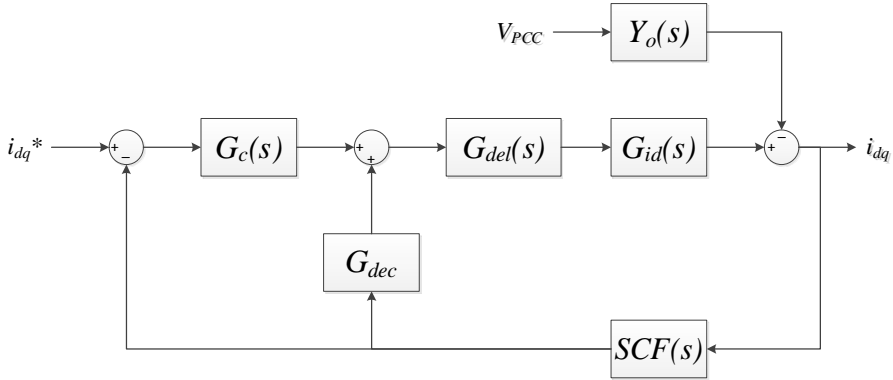 V_PCC
Y_o(s)
i_dq*
+
−
G_c(s)
+
+
G_del(s)
G_id(s)
+
−
i_dq
G_dec
SCF(s)